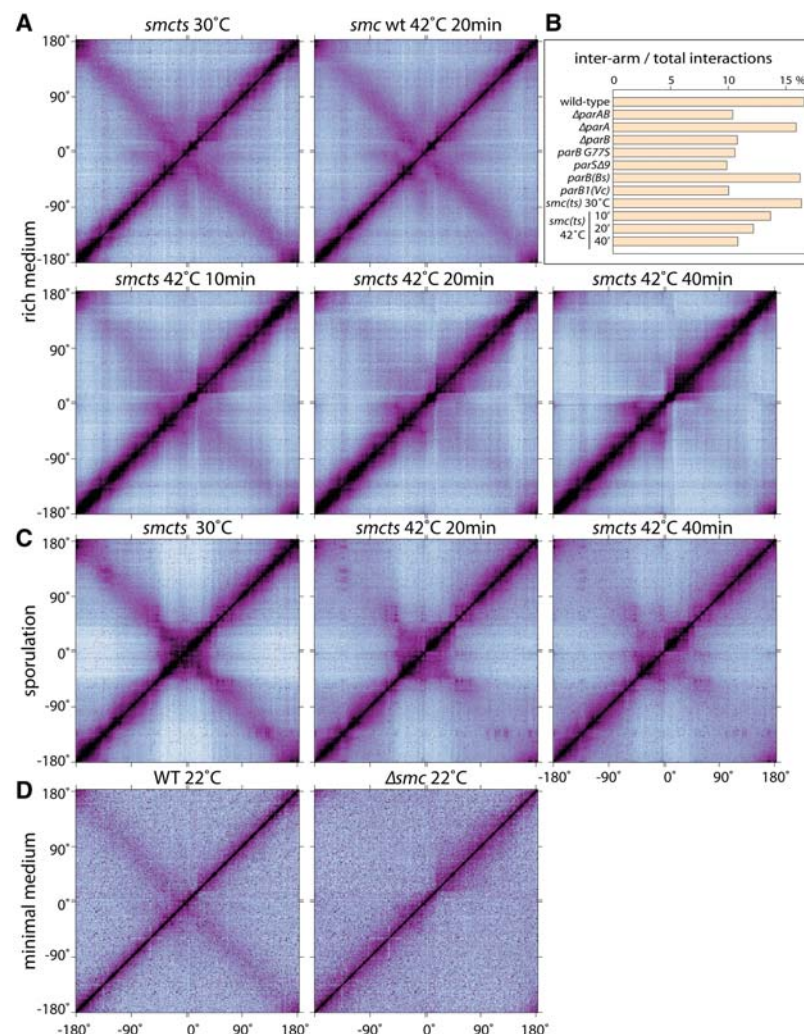 A
smcts 30˚C
smc wt 42˚C 20min
B
inter-arm / total interactions
0 5 10 15 %
wild-type
ΔparAB
ΔparA
ΔparB
parB G77S
parSΔ9
parB(Bs)
parB1(Vc)
smc(ts) 30˚C
smc(ts) 42˚C
10'
20'
40'
rich medium
180˚
90˚
0˚
-90˚
-180˚
smcts 42˚C 10min
smcts 42˚C 20min
smcts 42˚C 40min
180˚
90˚
0˚
-90˚
-180˚
C
smcts 30˚C
smcts 42˚C 20min
smcts 42˚C 40min
sporulation
180˚
90˚
0˚
-90˚
-180˚
-180˚ -90˚ 0˚ 90˚ 180˚
D
WT 22˚C
Δsmc 22˚C
minimal medium
180˚
90˚
0˚
-90˚
-180˚
-180˚ -90˚ 0˚ 90˚ 180˚ -90˚ 0˚ 90˚ 180˚